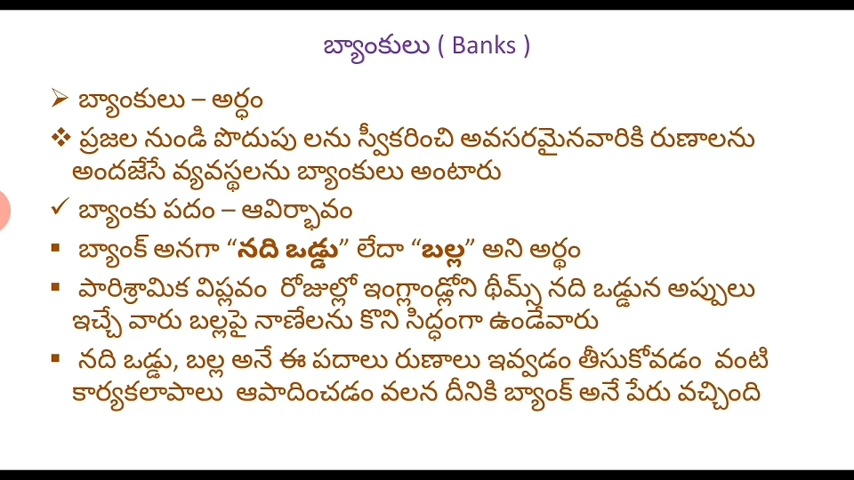 బ్యాంకులు ( Banks )
బ్యాంకులు – అర్ధం
ప్రజల నుండి పొదుపు లను స్వీకరించి అవసరమైనవారికి రుణాలను
అందజేసే వ్యవస్థలను బ్యాంకులు అంటారు
బ్యాంకు పదం – ఆవిర్భావం
బ్యాంక్ అనగా “నది ఒడ్డు” లేదా “బల్ల” అని అర్థం
పారిశ్రామిక విప్లవం రోజుల్లో ఇంగ్లాండ్లోని థీమ్స్ నది ఒడ్డున అప్పులు
ఇచ్చే వారు బల్లపై నాణేలను కొని సిద్ధంగా ఉండేవారు
నది ఒడ్డు, బల్ల అనే ఈ పదాలు రుణాలు ఇవ్వడం తీసుకోవడం వంటి
కార్యకలాపాలు ఆపాదించడం వలన దీనికి బ్యాంక్ అనే పేరు వచ్చింది